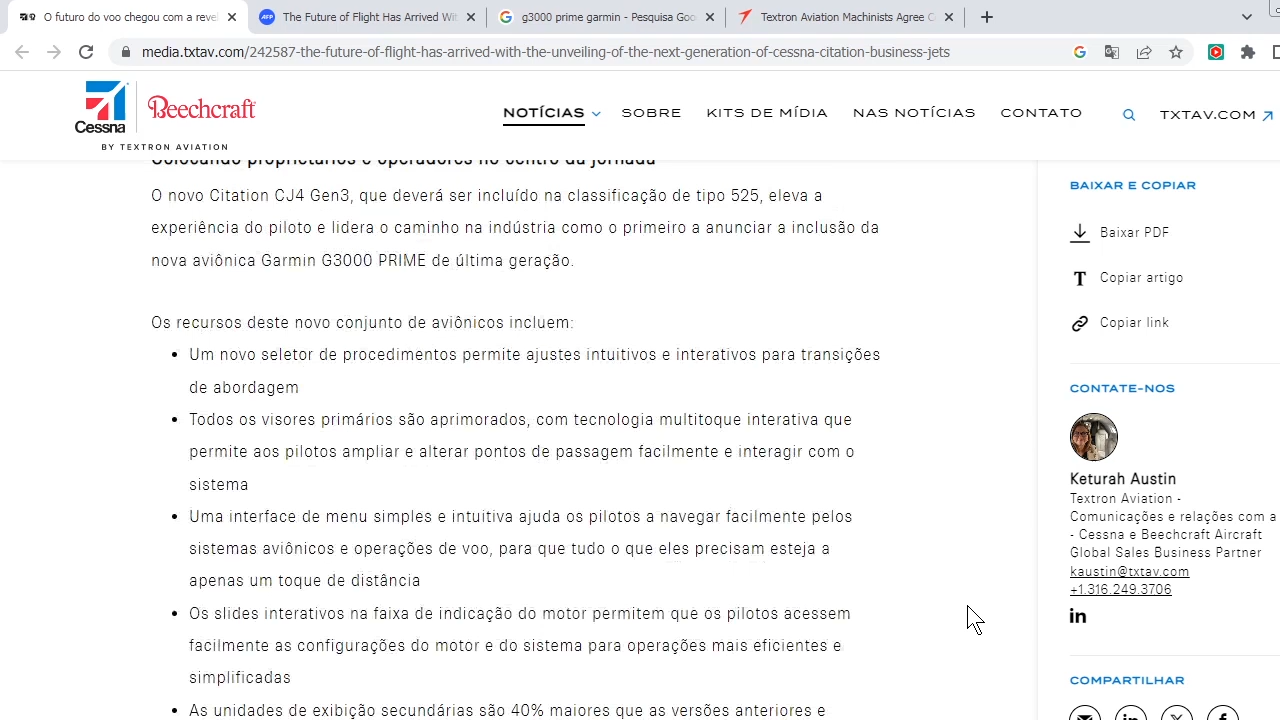 O futuro do voo chegou com a reve
The Future of Flight Has Arrived Wit
g3000 prime garmin - Pesquisa Goo
Textron Aviation Machinists Agree C
media.txtav.com/242587-the-future-of-flight-has-arrived-with-the-unveiling-of-the-next-generation-of-cessna-citation-business-jets
Cessna
Beechcraft
BY TEXTRON AVIATION
NOTÍCIAS
SOBRE
KITS DE MÍDIA
NAS NOTÍCIAS
CONTATO
TXTAV.COM
Colocando proprietários e operadores no centro da jornada
O novo Citation CJ4 Gen3, que deverá ser incluído na classificação de tipo 525, eleva a
experiência do piloto e lidera o caminho na indústria como o primeiro a anunciar a inclusão da
nova aviônica Garmin G3000 PRIME de última geração.
Os recursos deste novo conjunto de aviônicos incluem:
• Um novo seletor de procedimentos permite ajustes intuitivos e interativos para transições
de abordagem
• Todos os visores primários são aprimorados, com tecnologia multitoque interativa que
permite aos pilotos ampliar e alterar pontos de passagem facilmente e interagir com o
sistema
• Uma interface de menu simples e intuitiva ajuda os pilotos a navegar facilmente pelos
sistemas aviônicos e operações de voo, para que tudo o que eles precisam esteja a
apenas um toque de distância
• Os slides interativos na faixa de indicação do motor permitem que os pilotos acessem
facilmente as configurações do motor e do sistema para operações mais eficientes e
simplificadas
• As unidades de exibição secundárias são 40% maiores que as versões anteriores e
BAIXAR E COPIAR
Baixar PDF
Copiar artigo
Copiar link
CONTATE-NOS
Keturah Austin
Textron Aviation -
Comunicações e relações com a
- Cessna e Beechcraft Aircraft
Global Sales Business Partner
kaustin@txtav.com
+1.316.249.3706
in
COMPARTILHAR